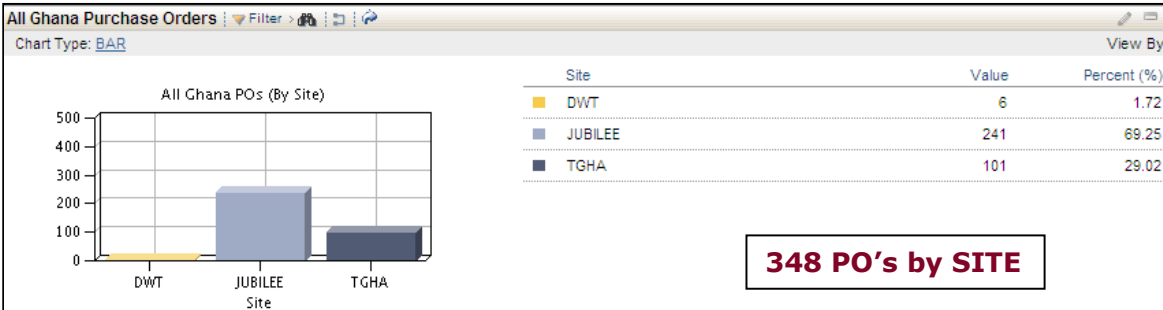 All Ghana Purchase Orders Filter >
Chart Type: BAR View By
All Ghana POs (By Site)
500
400
300
200
100
0
DWT JUBILEE TGHA
Site
Site Value Percent (%)
DWT 6 1.72
JUBILEE 241 69.25
TGHA 101 29.02
348 PO’s by SITE